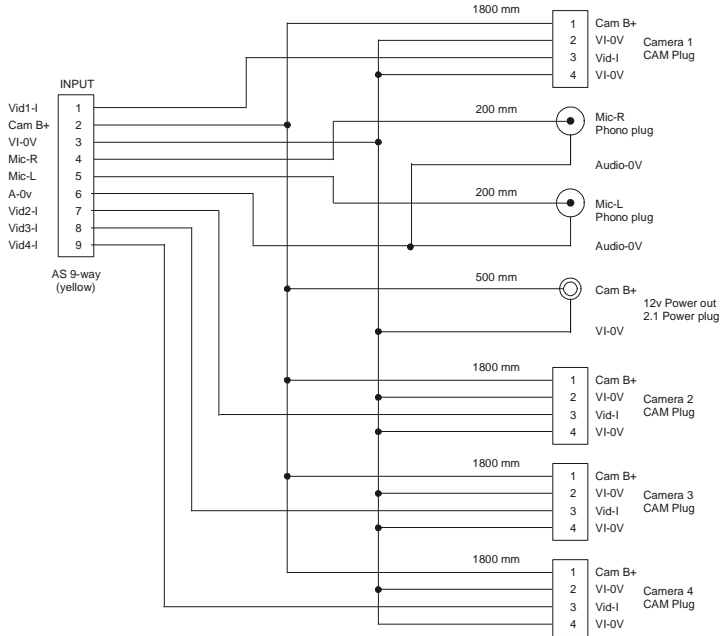 INPUT
Vid1-I 1
Cam B+ 2
VI-0V 3
Mic-R 4
Mic-L 5
A-0v 6
Vid2-I 7
Vid3-I 8
Vid4-I 9
AS 9-way
(yellow)
1800 mm
1 Cam B+
2 VI-0V
3 Vid-I
4 VI-0V
Camera 1
CAM Plug
200 mm
Mic-R
Phono plug
Audio-0V
200 mm
Mic-L
Phono plug
Audio-0V
500 mm
Cam B+
12v Power out
2.1 Power plug
VI-0V
1800 mm
1 Cam B+
2 VI-0V
3 Vid-I
4 VI-0V
Camera 2
CAM Plug
1800 mm
1 Cam B+
2 VI-0V
3 Vid-I
4 VI-0V
Camera 3
CAM Plug
1800 mm
1 Cam B+
2 VI-0V
3 Vid-I
4 VI-0V
Camera 4
CAM Plug